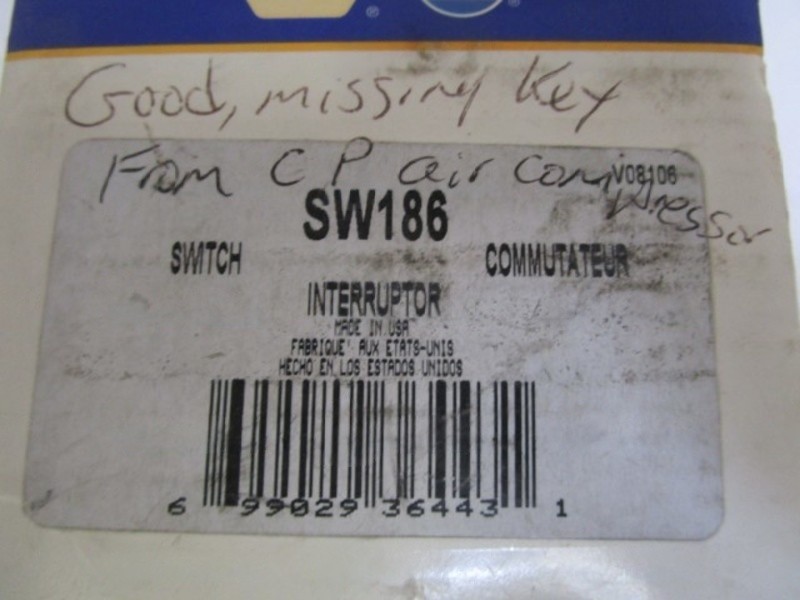 Good, missing Key
From C P air compressor
V08106
SW186
SWITCH COMMUTATEUR
INTERRUPTOR
MADE IN USA
FABRIQUE' AUX ETATS-UNIS
HECHO EN LOS ESTADOS UNIDOS
6 99029 36443 1